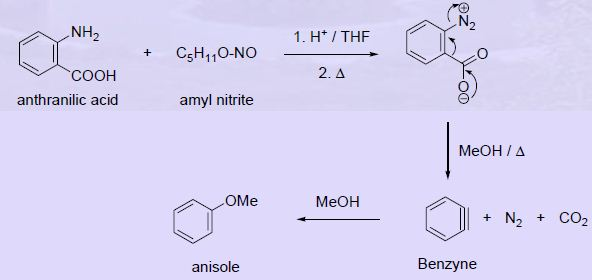 NH2
COOH
anthranilic acid
+
C5H11O-NO
amyl nitrite
1. H+ / THF
2. Δ
⊕
N2
O
O
⊖
MeOH / Δ
OMe
anisole
MeOH
+ N2 + CO2
Benzyne